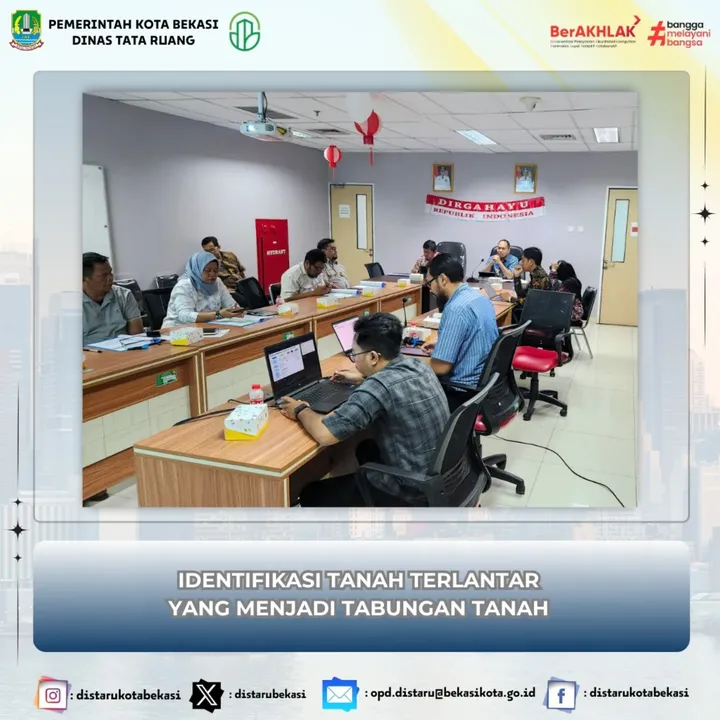 PEMERINTAH KOTA BEKASI
DINAS TATA RUANG
BerAKHLAK
#bangga
melayani
bangsa
DIRGAHAYU
REPUBLIK INDONESIA
HYDRANT
IDENTIFIKASI TANAH TERLANTAR
YANG MENJADI TABUNGAN TANAH
: distarukotabekasi
: distarubekasi
: opd.distaru@bekasikota.go.id
: distarukotabekasi